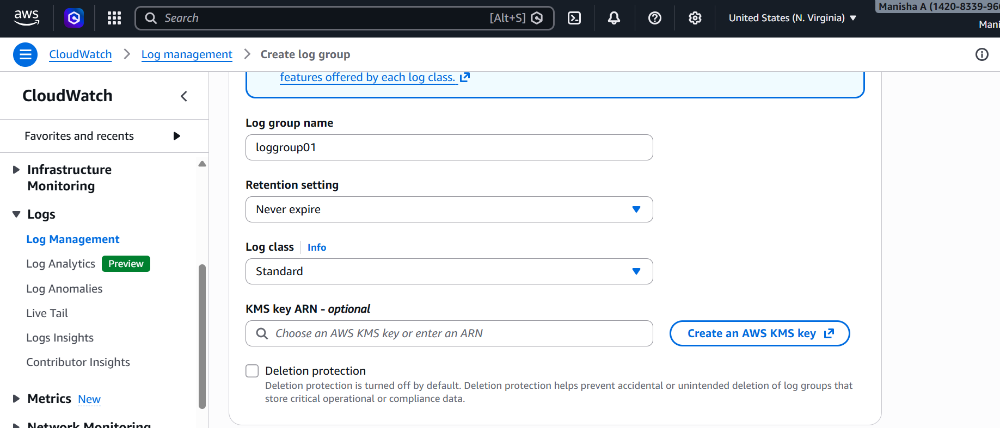 aws
Search
[Alt+S]
United States (N. Virginia)
Manisha A (1420-8339-96
Mani
CloudWatch
Log management
Create log group
CloudWatch
Favorites and recents
Infrastructure
Monitoring
Logs
Log Management
Log Analytics Preview
Log Anomalies
Live Tail
Logs Insights
Contributor Insights
Metrics New
Network Monitoring
features offered by each log class.
Log group name
loggroup01
Retention setting
Never expire
Log class Info
Standard
KMS key ARN - optional
Choose an AWS KMS key or enter an ARN
Create an AWS KMS key
Deletion protection
Deletion protection is turned off by default. Deletion protection helps prevent accidental or unintended deletion of log groups that
store critical operational or compliance data.